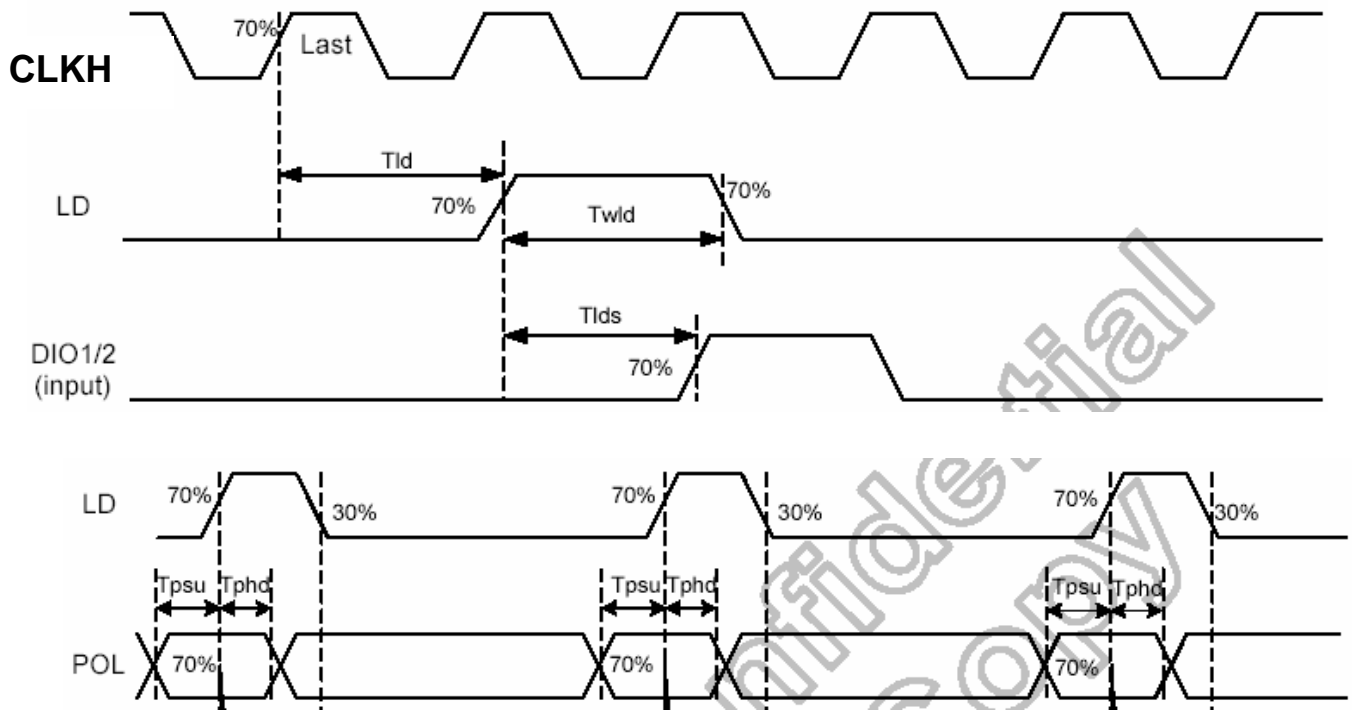 70%
Last
CLKH
Tld
LD
70%
70%
Twld
Tlds
DIO1/2
(input)
70%
LD
70%
30%
70%
30%
70%
30%
Tpsu Tphd
Tpsu Tphd
Tpsu Tphd
POL
70%
70%
70%
Copy